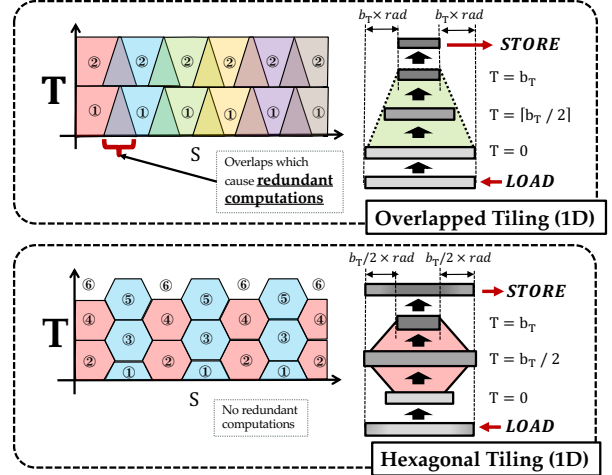 b_T × rad b_T × rad
STORE
T
② ② ② ② ② ②
T = b_T
① ① ① ① ① ①
T = ⌈b_T / 2⌉
S
T = 0
Overlaps which
cause redundant
computations
LOAD
Overlapped Tiling (1D)
b_T/2 × rad b_T/2 × rad
⑥ ⑥ ⑥ ⑥
⑤ ⑤ ⑤
STORE
T
④ ④ ④ ④
T = b_T
③ ③ ③
② ② ② ②
T = b_T / 2
① ① ①
T = 0
S
No redundant
computations
LOAD
Hexagonal Tiling (1D)